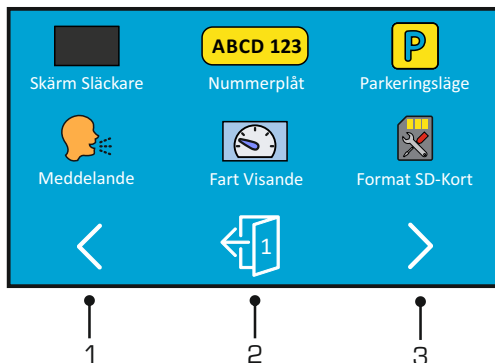 ABCD 123
P
Skärm Släckare Nummerplåt Parkeringsläge
Meddelande Fart Visande Format SD-Kort
1
1 2 3